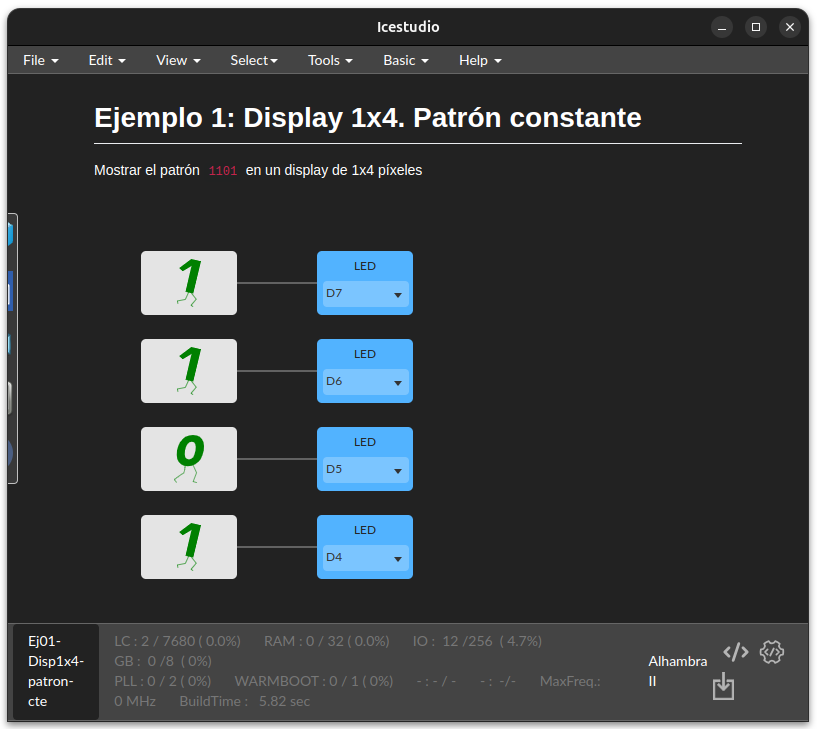 Icestudio
File Edit View Select Tools Basic Help
Ejemplo 1: Display 1x4. Patrón constante
Mostrar el patrón 1101 en un display de 1x4 píxeles
1
LED
D7
1
LED
D6
0
LED
D5
1
LED
D4
Ej01-
Disp1x4-
patron-
cte
LC : 2 / 7680 ( 0.0%) RAM : 0 / 32 ( 0.0%) IO : 12 /256 ( 4.7%)
GB : 0 /8 ( 0%)
PLL : 0 / 2 ( 0%) WARMBOOT : 0 / 1 ( 0%) - : - / - - : -/- MaxFreq.:
0 MHz BuildTime : 5.82 sec
Alhambra
II